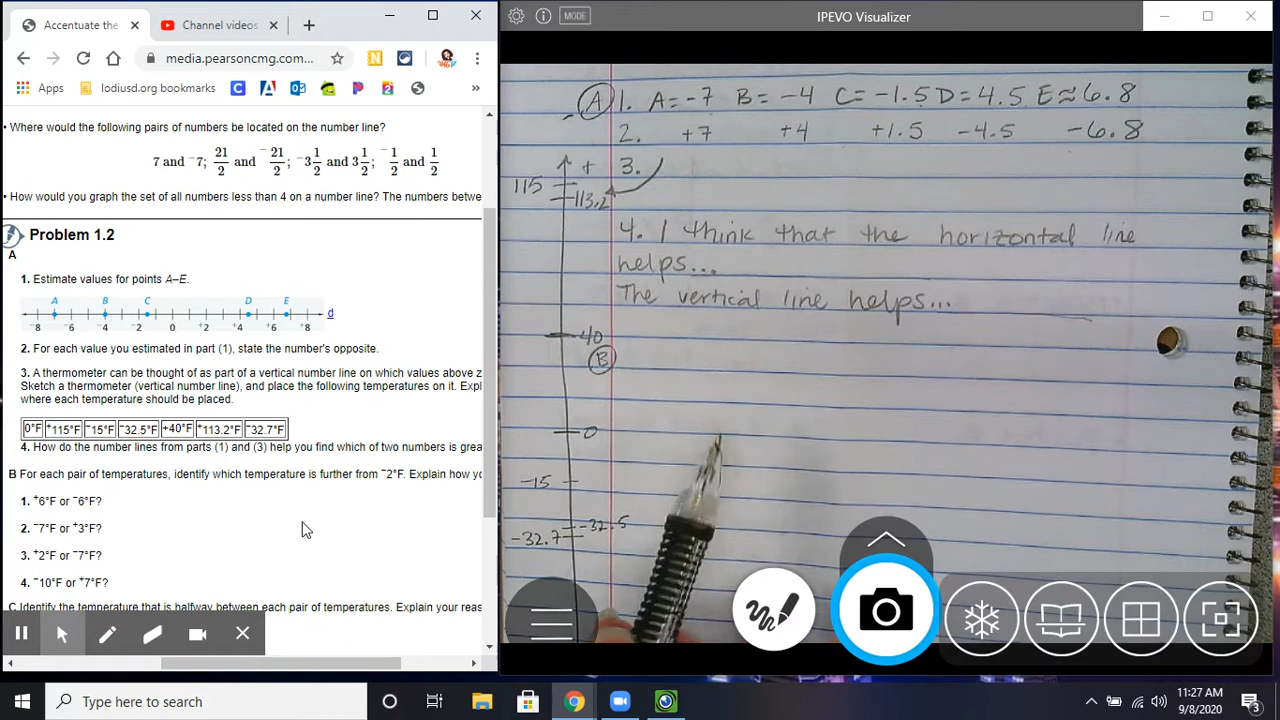 Accentuate the
Channel videos
IPEVO Visualizer
MODE
media.pearsoncmg.com...
Apps
lodiusd.org bookmarks
»
• Where would the following pairs of numbers be located on the number line?
7 and ⁻7; 21/2 and ⁻21/2; ⁻3 1/2 and 3 1/2; ⁻1/2 and 1/2
• How would you graph the set of all numbers less than 4 on a number line? The numbers betwe
Problem 1.2
A
1. Estimate values for points A–E.
A B C D E
⁻8 ⁻6 ⁻4 ⁻2 0 ⁺2 ⁺4 ⁺6 ⁺8
d
2. For each value you estimated in part (1), state the number's opposite.
3. A thermometer can be thought of as part of a vertical number line on which values above z
Sketch a thermometer (vertical number line), and place the following temperatures on it. Expl
where each temperature should be placed.
0°F ⁺115°F ⁻15°F ⁻32.5°F ⁺40°F ⁺113.2°F ⁻32.7°F
4. How do the number lines from parts (1) and (3) help you find which of two numbers is grea
B For each pair of temperatures, identify which temperature is further from ⁻2°F. Explain how yo
1. ⁺6°F or ⁻6°F?
2. ⁻7°F or ⁺3°F?
3. ⁺2°F or ⁻7°F?
4. ⁻10°F or ⁺7°F?
C Identify the temperature that is halfway between each pair of temperatures. Explain your reas
A 1. A = -7 B = -4 C = -1.5 D = 4.5 E ≈ 6.8
2. +7 +4 +1.5 -4.5 -6.8
+ 3.
115
113.2
4. I think that the horizontal line
helps...
The vertical line helps...
40
B
0
-15
-32.5
-32.7
Type here to search
11:27 AM
9/8/2020
3